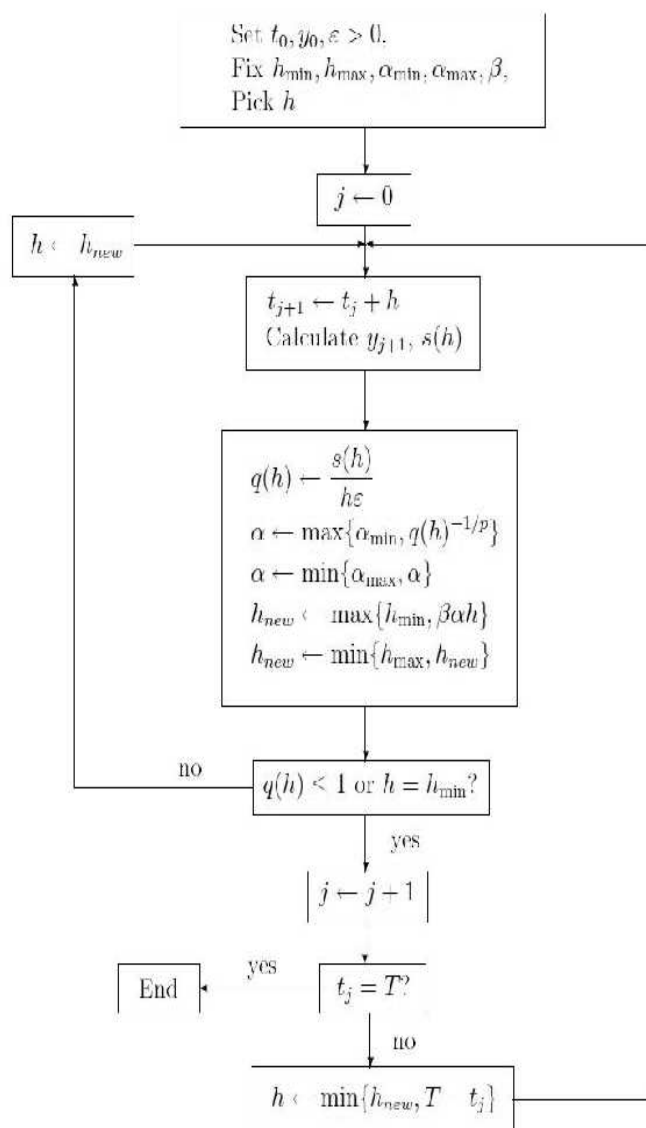 Set t₀, y₀, ε > 0.
Fix h_min, h_max, α_min, α_max, β,
Pick h
j ← 0
h ← h_new
t_{j+1} ← t_j + h
Calculate y_{j+1}, s(h)
q(h) ← s(h) / hε
α ← max{α_min, q(h)^{-1/p}}
α ← min{α_max, α}
h_new ← max{h_min, βαh}
h_new ← min{h_max, h_new}
no
q(h) < 1 or h = h_min?
yes
j ← j + 1
yes
End
t_j = T?
no
h ← min{h_new, T t_j}